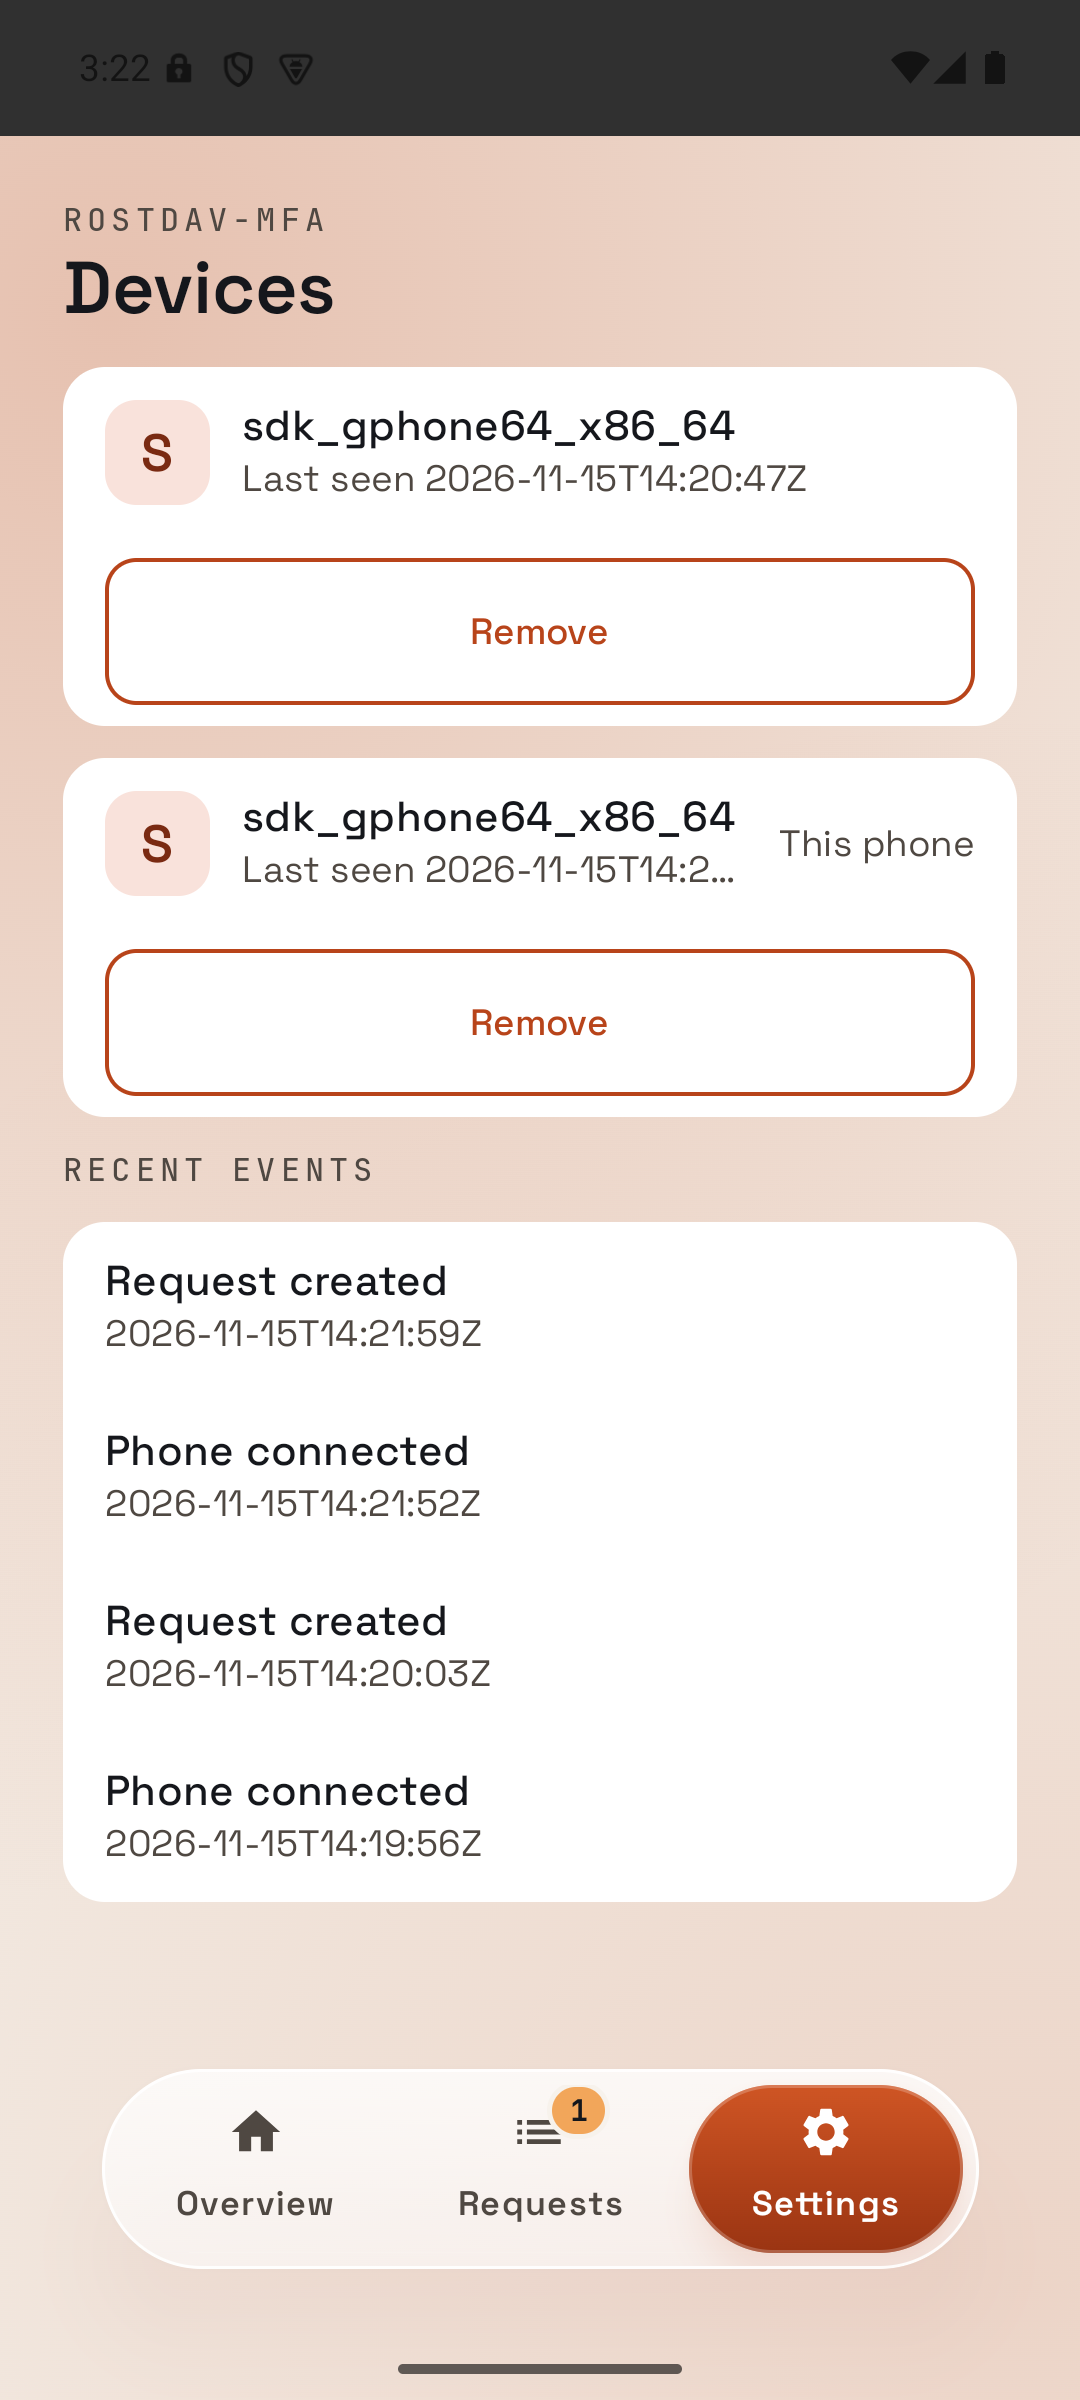 3:22
ROSTDAV-MFA
Devices
S
sdk_gphone64_x86_64
Last seen 2026-11-15T14:20:47Z
Remove
S
sdk_gphone64_x86_64
Last seen 2026-11-15T14:2...
This phone
Remove
RECENT EVENTS
Request created
2026-11-15T14:21:59Z
Phone connected
2026-11-15T14:21:52Z
Request created
2026-11-15T14:20:03Z
Phone connected
2026-11-15T14:19:56Z
1
Overview
Requests
Settings